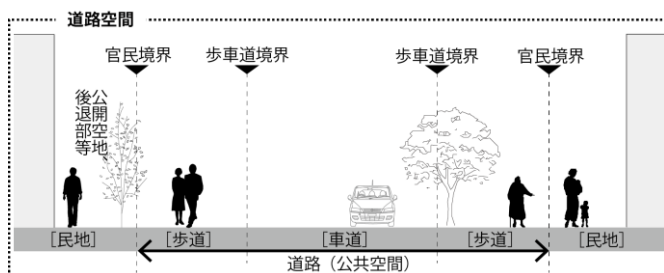 道路空間
官民境界
歩車道境界
歩車道境界
官民境界
公開空地、
後退部等
[民地]
[歩道]
[車道]
[歩道]
[民地]
道路（公共空間）